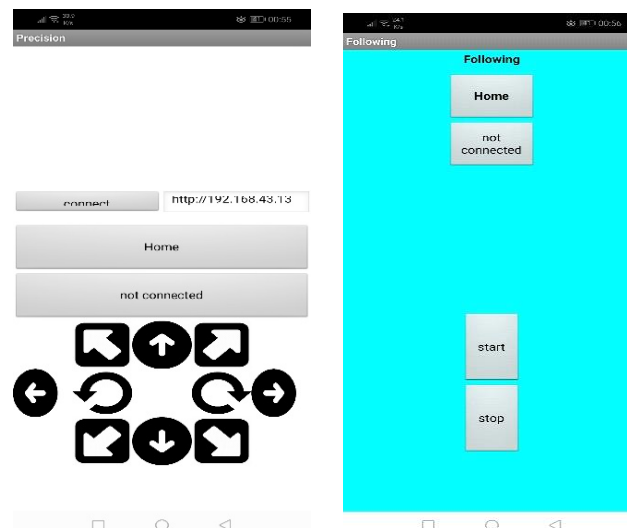 00:55
Precision
connect
http://192.168.43.13
Home
not connected
00:56
Following
Following
Home
not
connected
start
stop